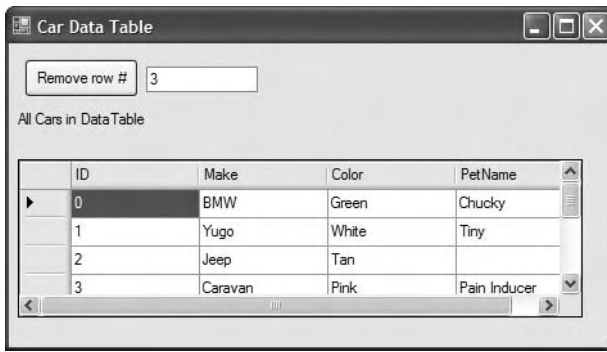 Car Data Table
Remove row # 3
All Cars in DataTable
ID Make Color PetName
0 BMW Green Chucky
1 Yugo White Tiny
2 Jeep Tan
3 Caravan Pink Pain Inducer